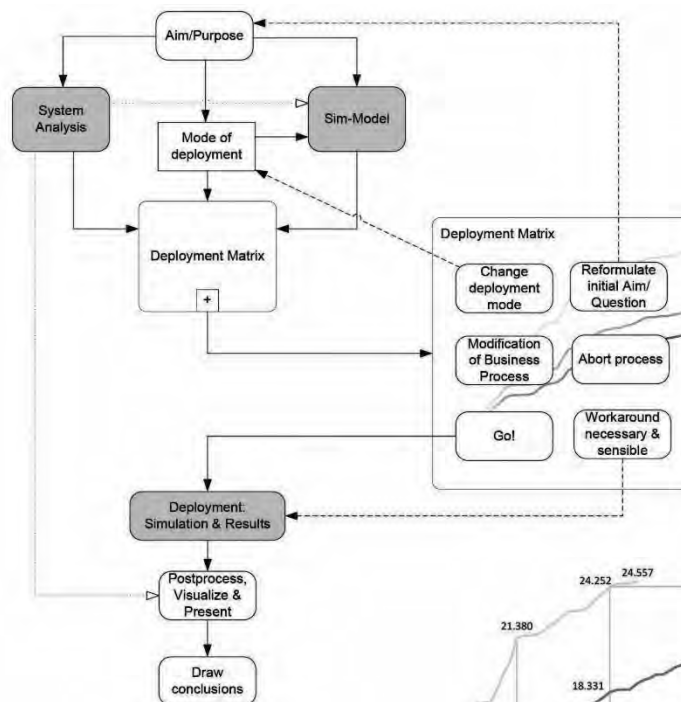 Aim/Purpose
System
Analysis
Sim-Model
Mode of
deployment
Deployment Matrix
+
Deployment Matrix
Change
deployment
mode
Reformulate
initial Aim/
Question
Modification
of Business
Process
Abort process
Go!
Workaround
necessary &
sensible
Deployment:
Simulation & Results
Postprocess,
Visualize &
Present
Draw
conclusions
24.252
24.557
21.380
18.331